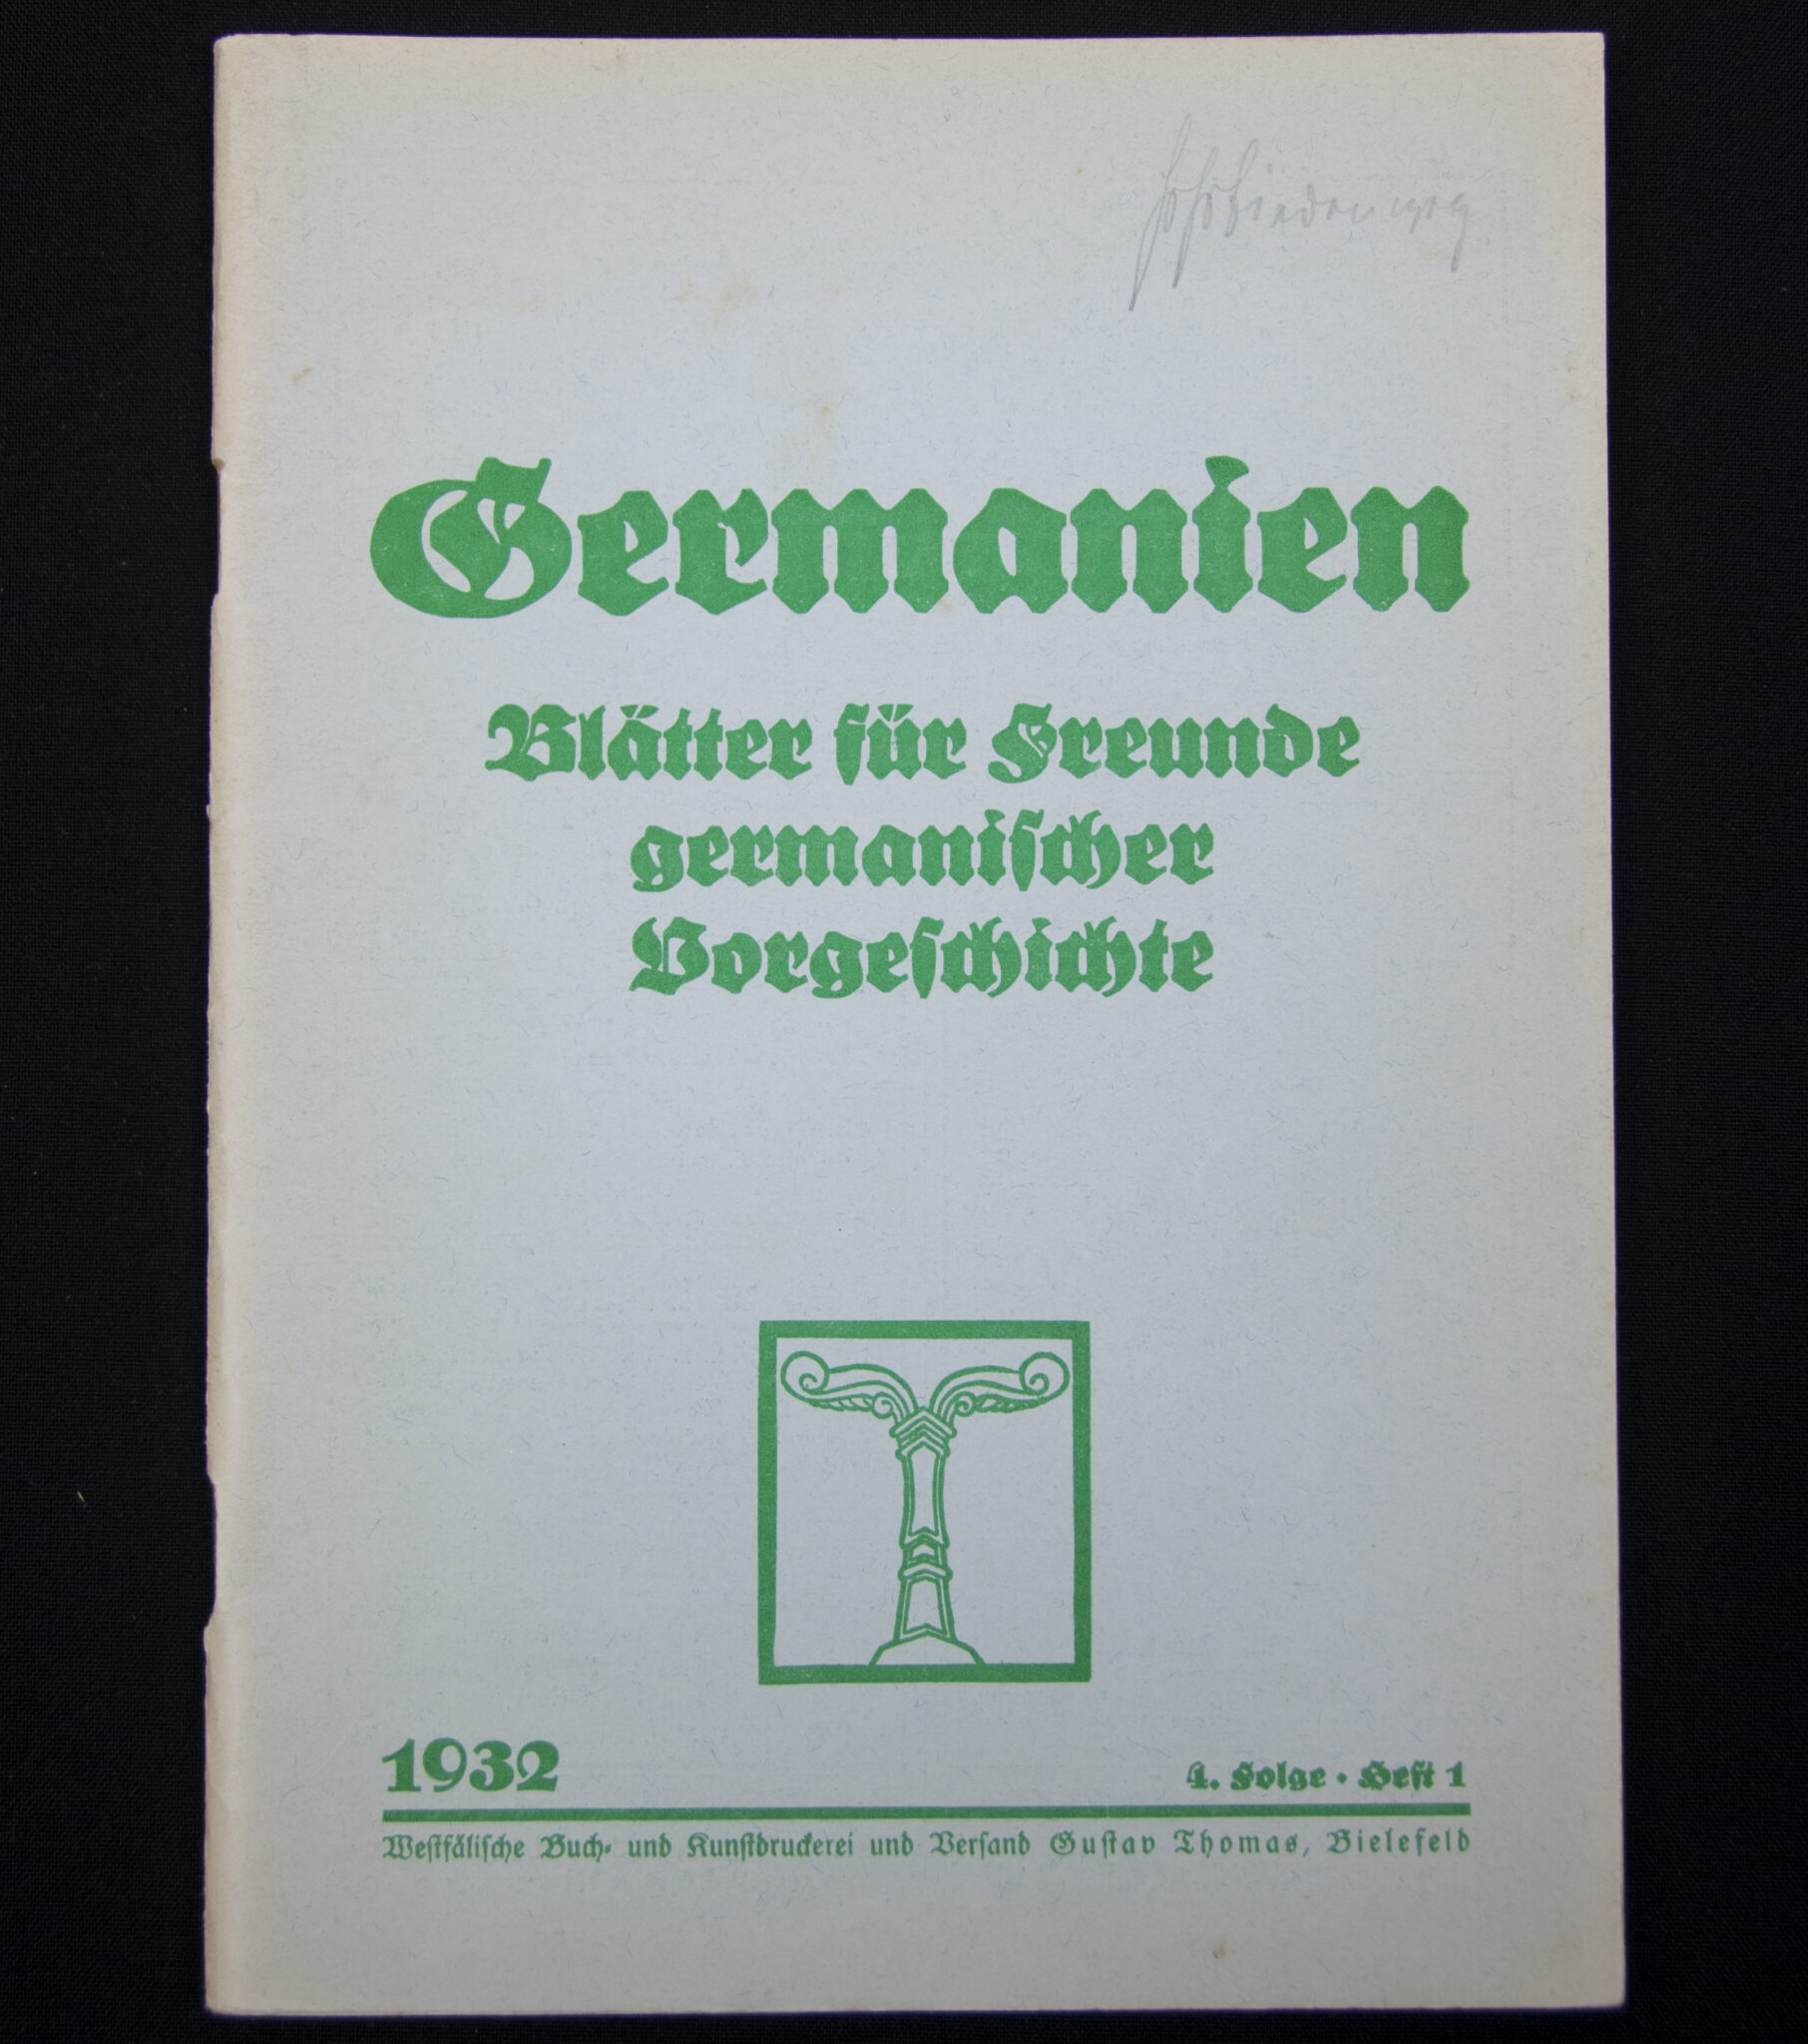 Germanien
Blätter für Freunde
germanischer
Vorgeschichte
1932
4. Folge • Heft 1
Westfälische Buch- und Kunstdruckerei und Versand Gustav Thomas, Bielefeld